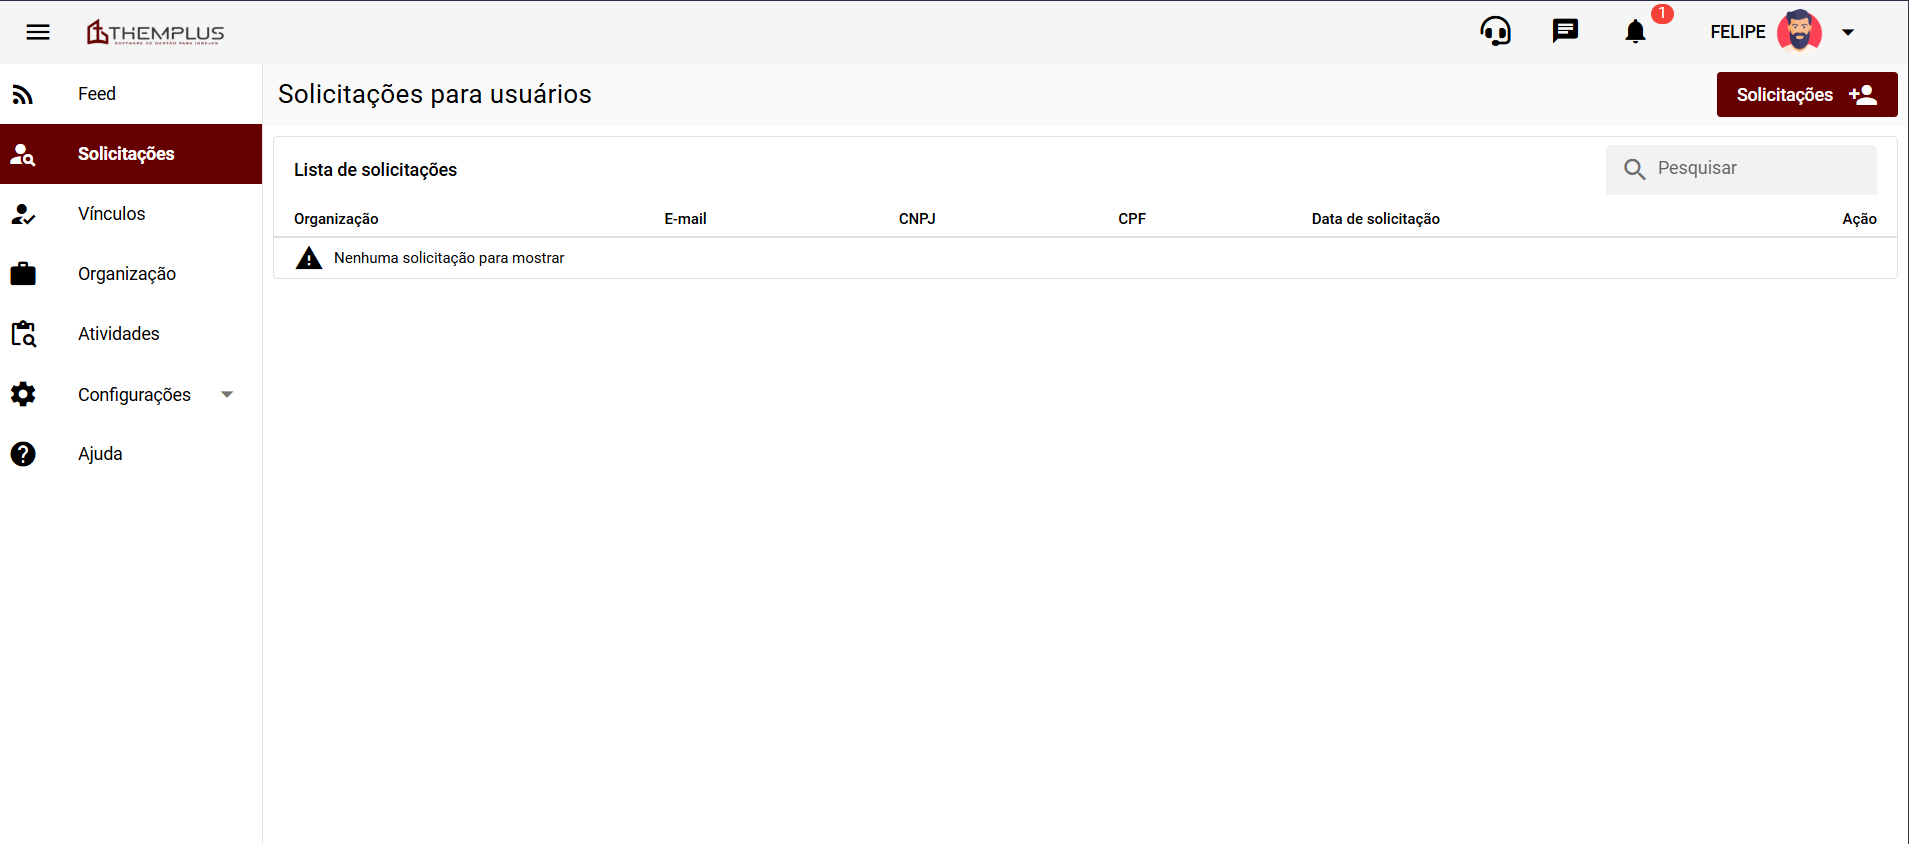 THEMPLUS
SOFTWARE DE GESTÃO PARA IGREJAS
1
FELIPE
Feed
Solicitações
Vínculos
Organização
Atividades
Configurações
Ajuda
Solicitações para usuários
Solicitações
Lista de solicitações
Pesquisar
Organização E-mail CNPJ CPF Data de solicitação Ação
Nenhuma solicitação para mostrar